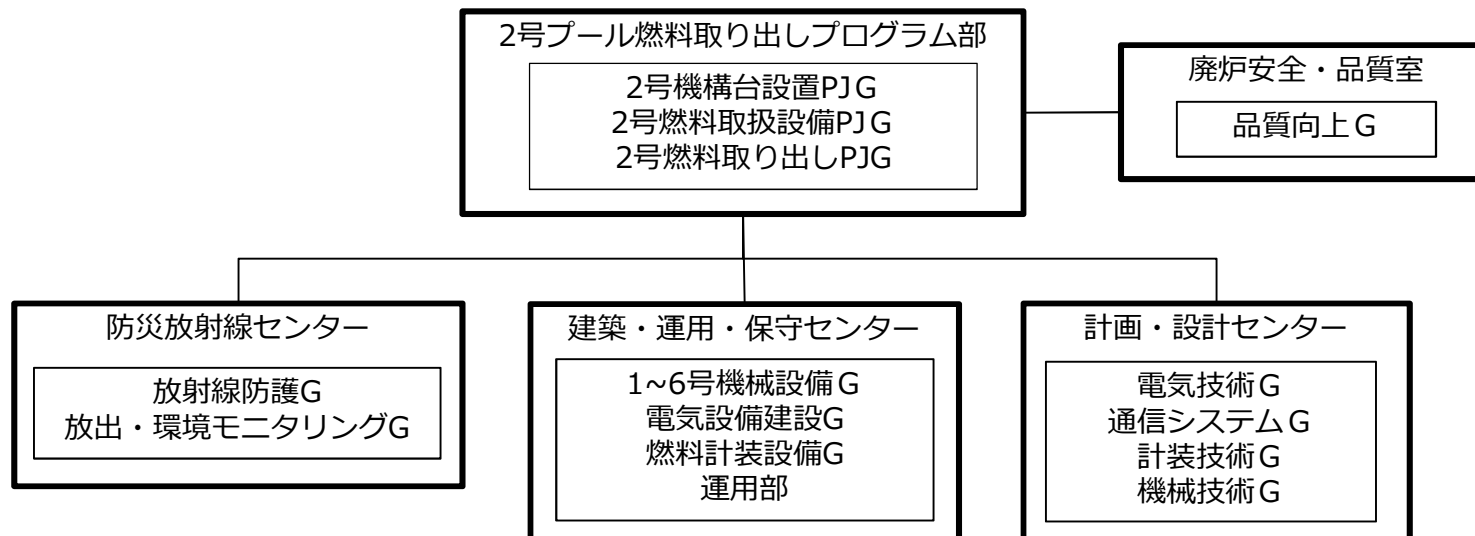 2号プール燃料取り出しプログラム部
2号機構台設置PJG
2号燃料取扱設備PJG
2号燃料取り出しPJG
廃炉安全・品質室
品質向上G
防災放射線センター
放射線防護G
放出・環境モニタリングG
建築・運用・保守センター
1~6号機械設備G
電気設備建設G
燃料計装設備G
運用部
計画・設計センター
電気技術G
通信システムG
計装技術G
機械技術G